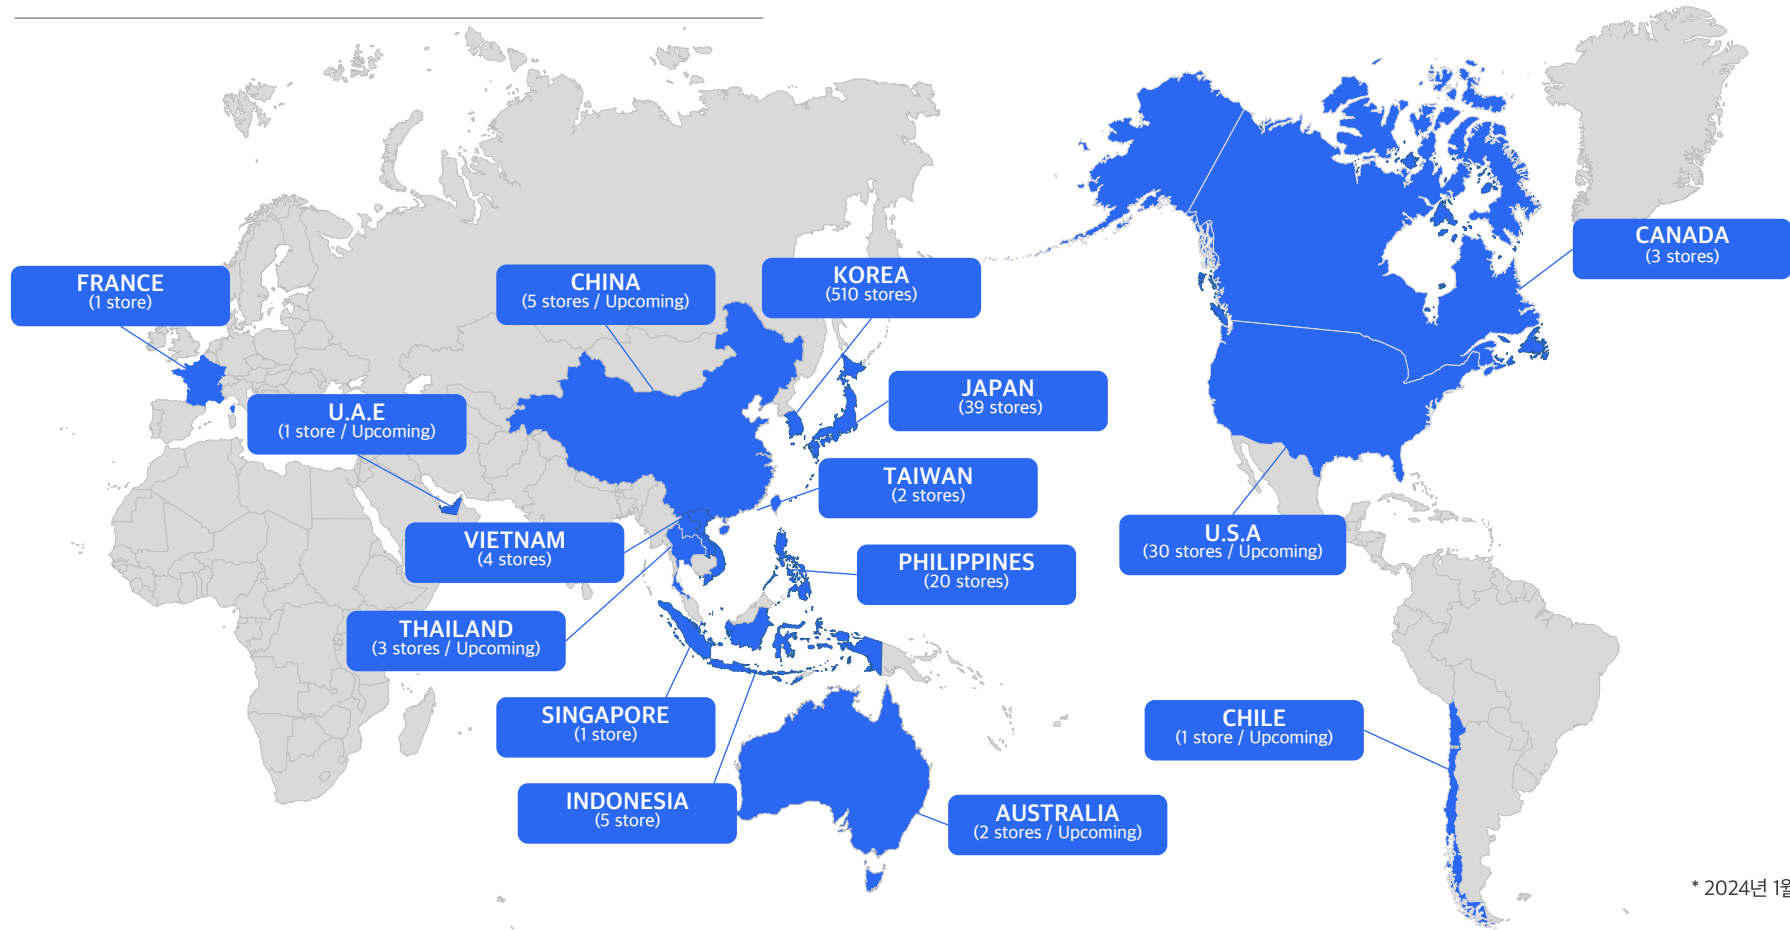 FRANCE
(1 store)
CHINA
(5 stores / Upcoming)
KOREA
(510 stores)
CANADA
(3 stores)
U.A.E
(1 store / Upcoming)
JAPAN
(39 stores)
TAIWAN
(2 stores)
VIETNAM
(4 stores)
PHILIPPINES
(20 stores)
U.S.A
(30 stores / Upcoming)
THAILAND
(3 stores / Upcoming)
SINGAPORE
(1 store)
CHILE
(1 store / Upcoming)
INDONESIA
(5 store)
AUSTRALIA
(2 stores / Upcoming)
* 2024년 1월